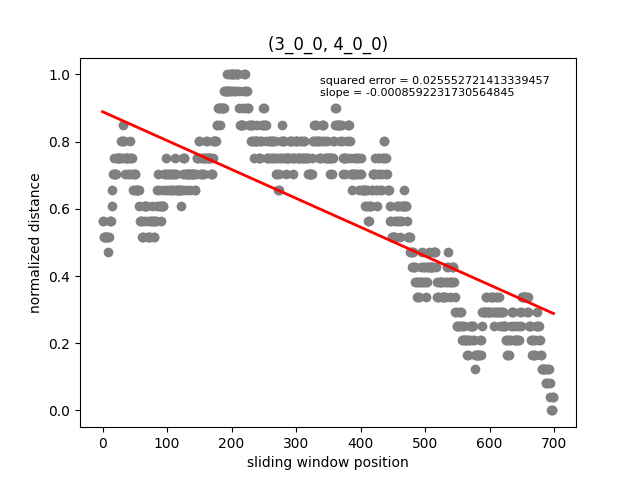 (3_0_0, 4_0_0)
squared error = 0.025552721413339457
slope = -0.0008592231730564845
1.0
0.8
0.6
0.4
0.2
0.0
normalized distance
0 100 200 300 400 500 600 700
sliding window position